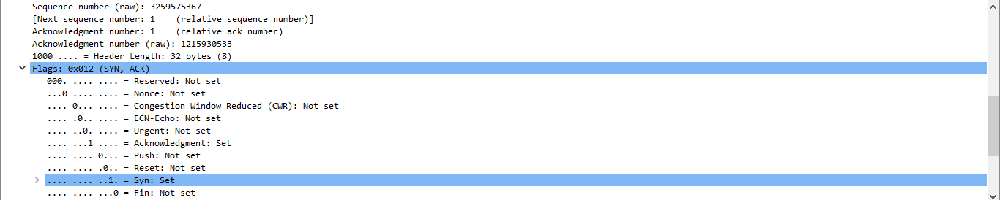 Sequence number (raw): 3259575367
[Next sequence number: 1    (relative sequence number)]
Acknowledgment number: 1    (relative ack number)
Acknowledgment number (raw): 1215930533
1000 .... = Header Length: 32 bytes (8)
Flags: 0x012 (SYN, ACK)
000. .... .... = Reserved: Not set
...0 .... .... = Nonce: Not set
.... 0... .... = Congestion Window Reduced (CWR): Not set
.... .0.. .... = ECN-Echo: Not set
.... ..0. .... = Urgent: Not set
.... ...1 .... = Acknowledgment: Set
.... .... 0... = Push: Not set
.... .... .0.. = Reset: Not set
.... .... ..1. = Syn: Set
.... .... ...0 = Fin: Not set